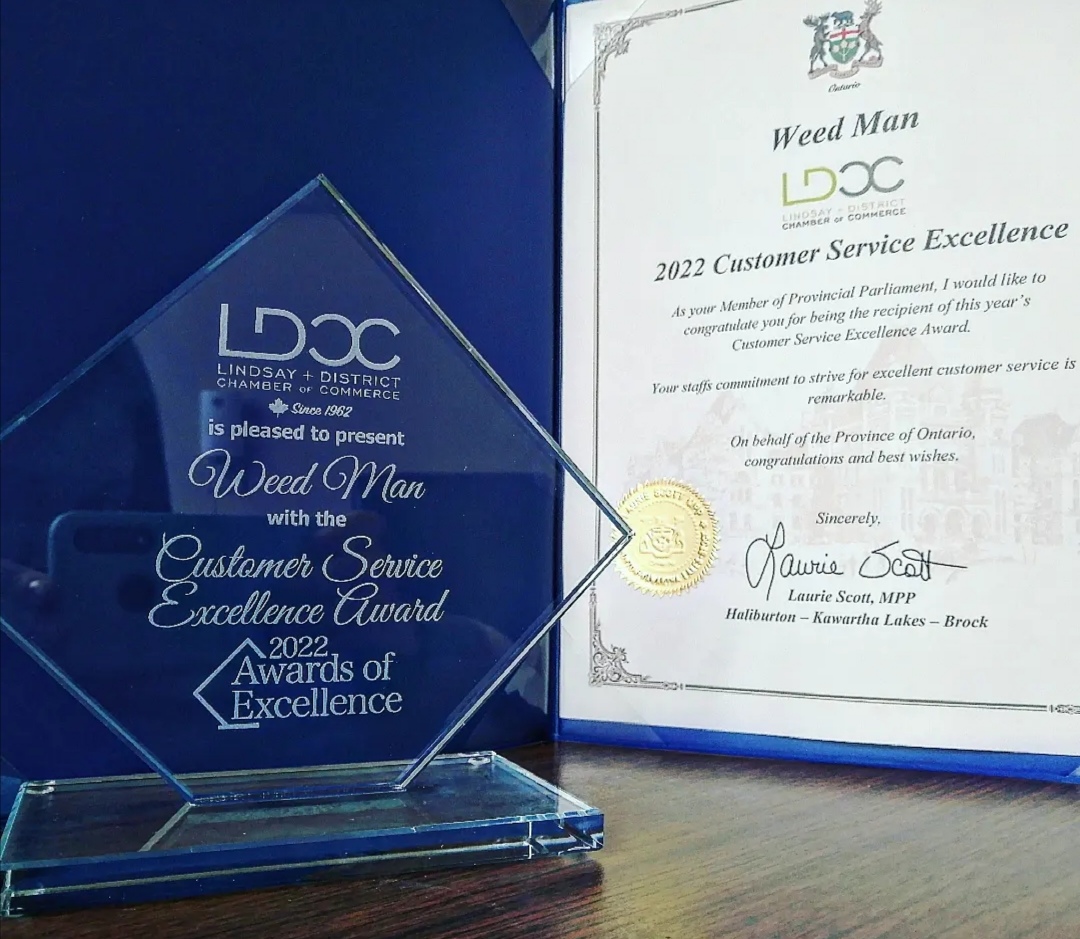 LDCC
LINDSAY + DISTRICT
CHAMBER OF COMMERCE
Since 1962
is pleased to present
Weed Man
with the
Customer Service
Excellence Award
2022
Awards of
Excellence
Ontario
Weed Man
LDCC
LINDSAY + DISTRICT
CHAMBER OF COMMERCE
2022 Customer Service Excellence
As your Member of Provincial Parliament, I would like to
congratulate you for being the recipient of this year's
Customer Service Excellence Award.
Your staffs commitment to strive for excellent customer service is
remarkable.
On behalf of the Province of Ontario,
congratulations and best wishes.
Sincerely,
Laurie Scott
Laurie Scott, MPP
Haliburton – Kawartha Lakes – Brock